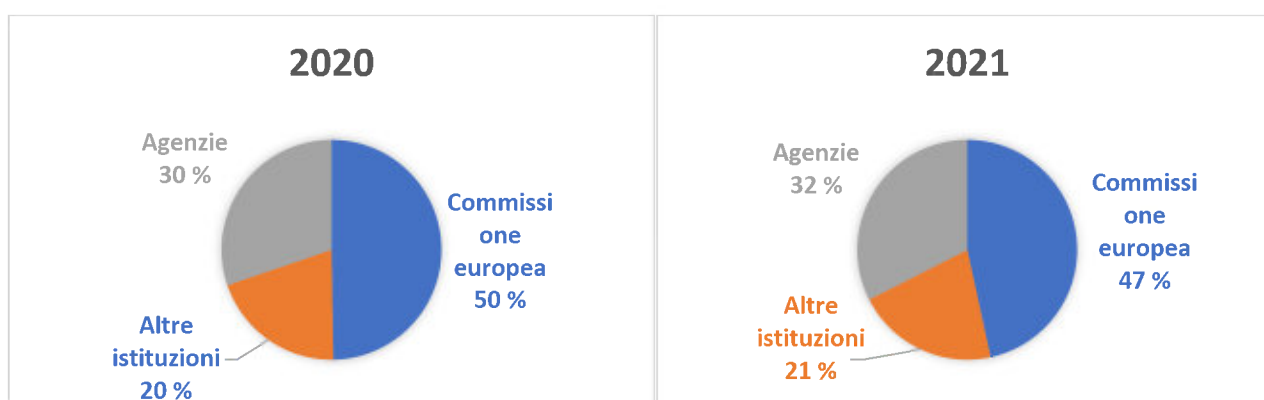 2020
Agenzie
30 %
Commissi
one
europea
50 %
Altre
istituzioni
20 %
2021
Agenzie
32 %
Commissi
one
europea
47 %
Altre
istituzioni
21 %